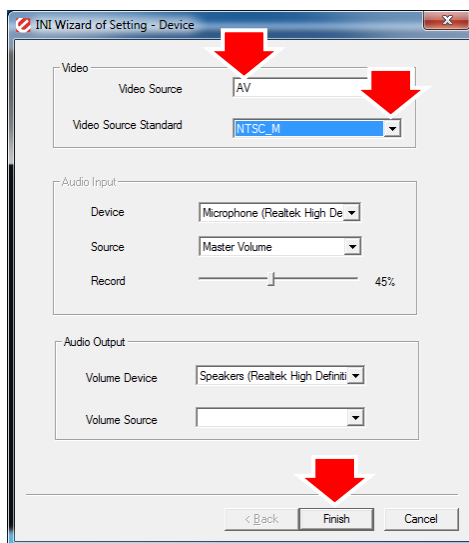 INI Wizard of Setting - Device
Video
Video Source
AV
Video Source Standard
NTSC_M
Audio Input
Device
Microphone (Realtek High De
Source
Master Volume
Record
45%
Audio Output
Volume Device
Speakers (Realtek High Definiti
Volume Source
< Back
Finish
Cancel